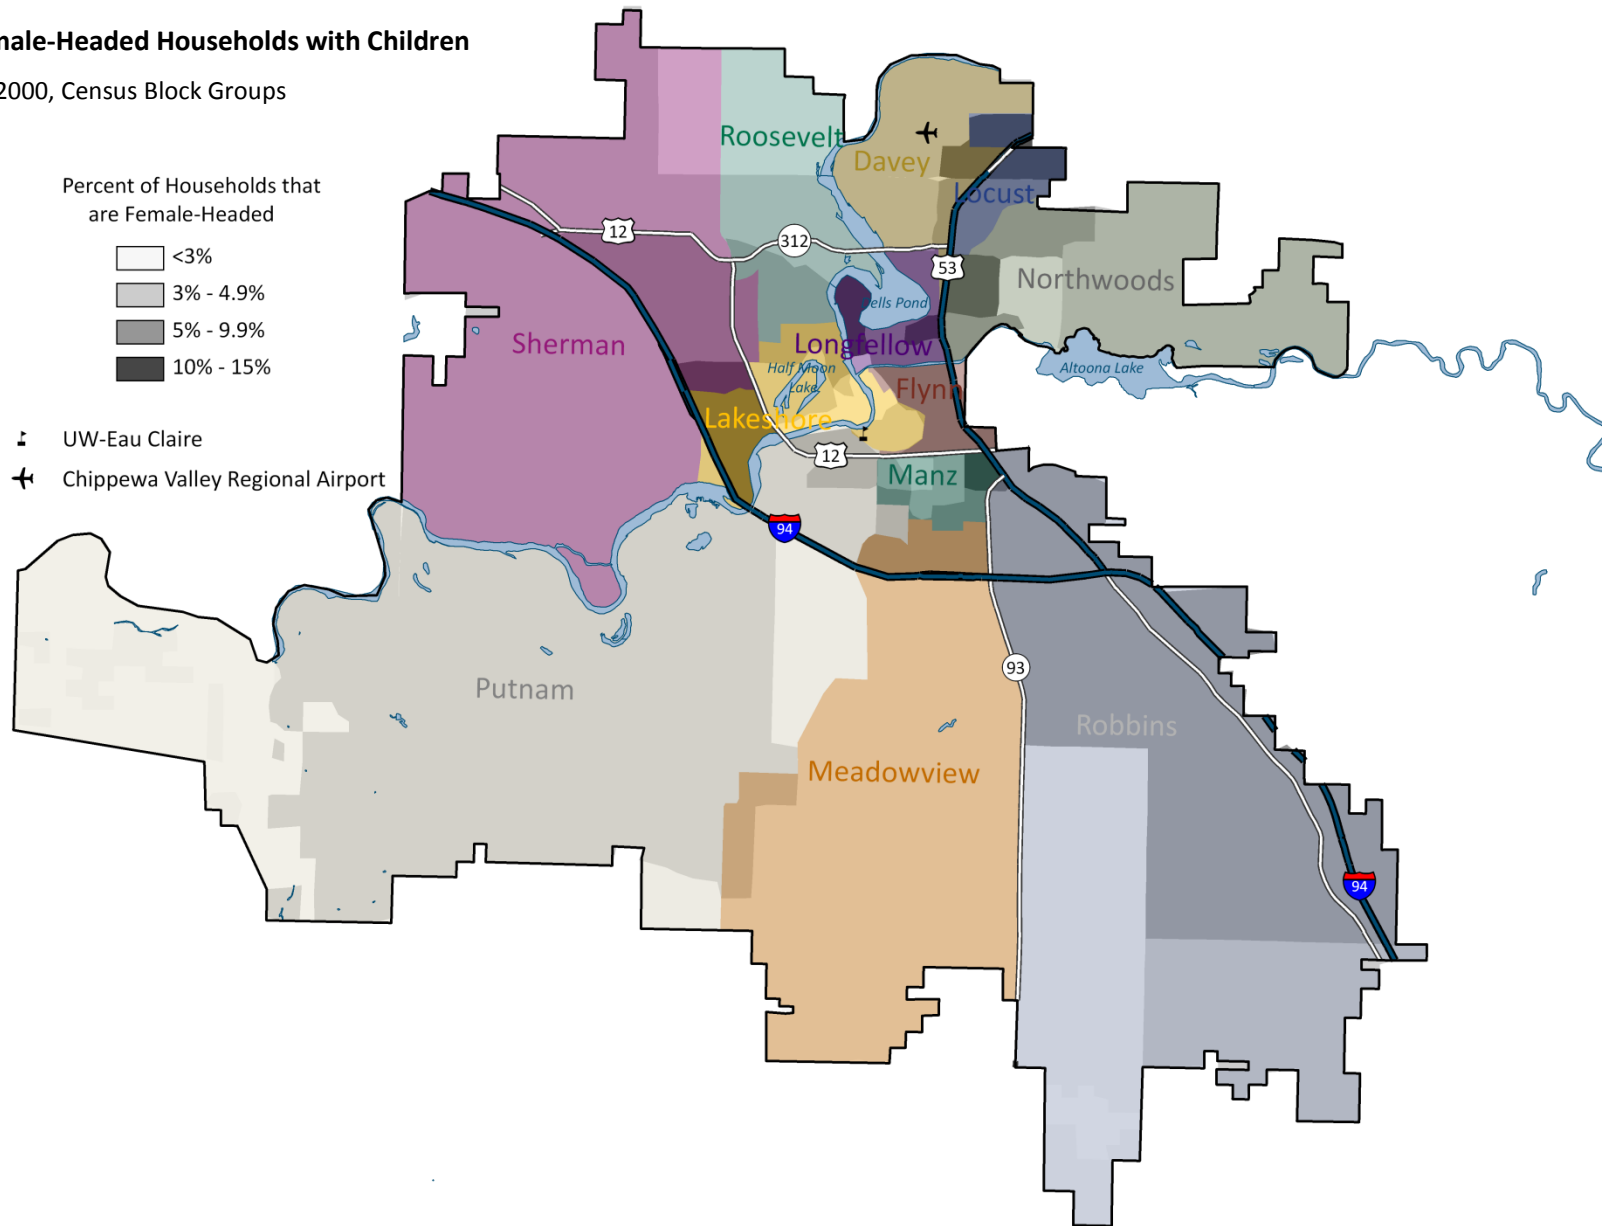 male-Headed Households with Children
2000, Census Block Groups
Percent of Households that
are Female-Headed
<3%
3% - 4.9%
5% - 9.9%
10% - 15%
UW-Eau Claire
Chippewa Valley Regional Airport
Roosevelt
Davey
Locust
12
312
53
Northwoods
ells Pond
Sherman
Longfellow
Half Moon
Lake
Altoona Lake
Flynn
Lakeshore
12
Manz
94
93
Putnam
Robbins
Meadowview
94